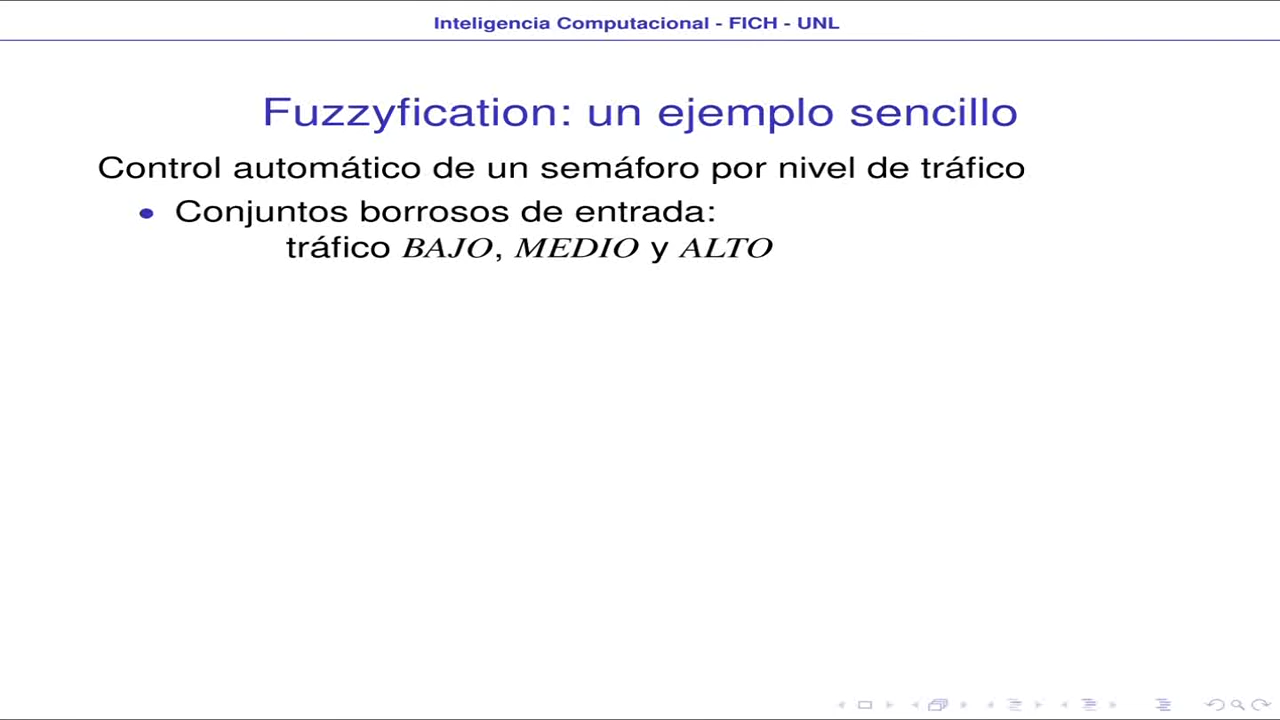 Inteligencia Computacional - FICH - UNL
Fuzzyfication: un ejemplo sencillo
Control automático de un semáforo por nivel de tráfico
• Conjuntos borrosos de entrada:
tráfico BAJO, MEDIO y ALTO